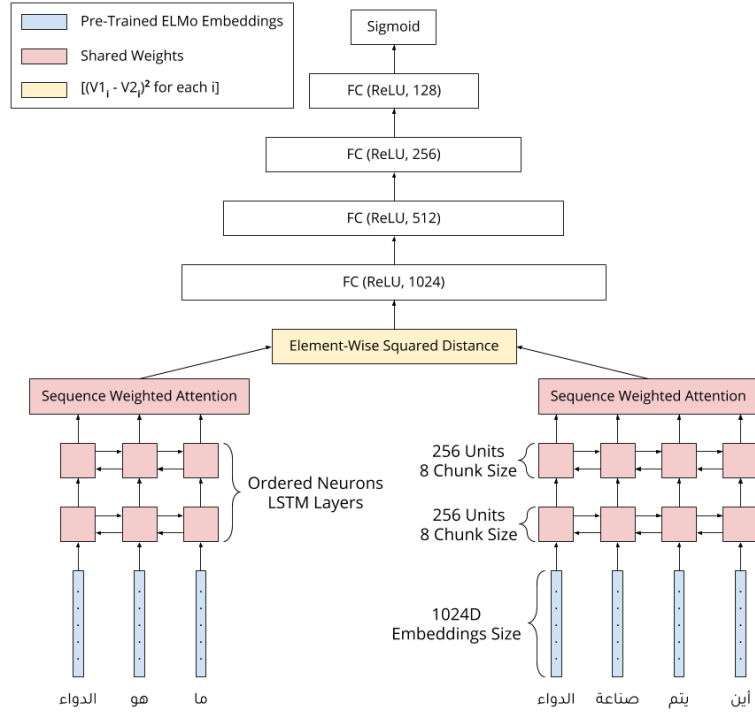 Pre-Trained ELMo Embeddings
Shared Weights
[(V1i - V2i)² for each i]
Sigmoid
FC (ReLU, 128)
FC (ReLU, 256)
FC (ReLU, 512)
FC (ReLU, 1024)
Element-Wise Squared Distance
Sequence Weighted Attention
Sequence Weighted Attention
Ordered Neurons
LSTM Layers
256 Units
8 Chunk Size
256 Units
8 Chunk Size
1024D
Embeddings Size
ما هو الدواء
أين يتم صناعة الدواء